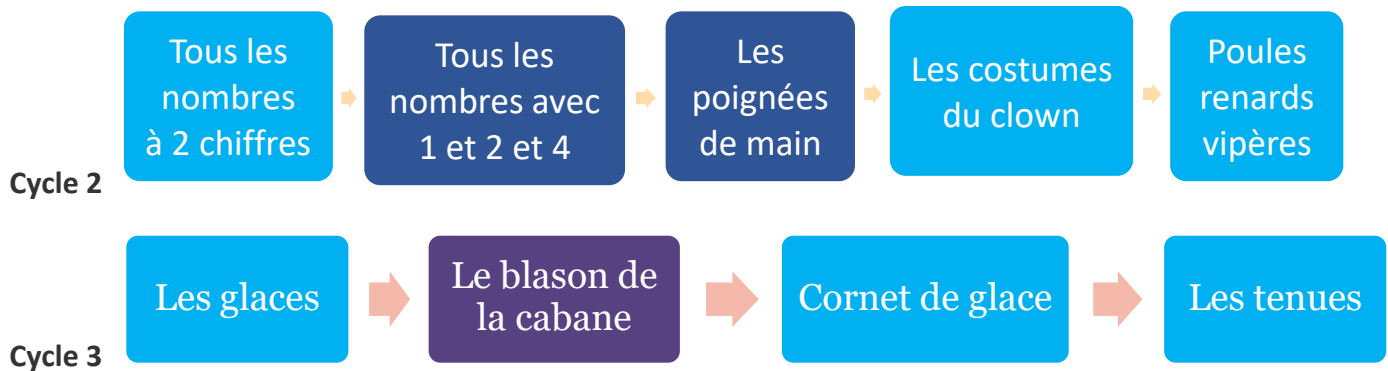 Tous les
nombres
à 2 chiffres
Tous les
nombres avec
1 et 2 et 4
Les
poignées
de main
Les costumes
du clown
Poules
renards
vipères
Cycle 2
Les glaces
Le blason de
la cabane
Cornet de glace
Les tenues
Cycle 3